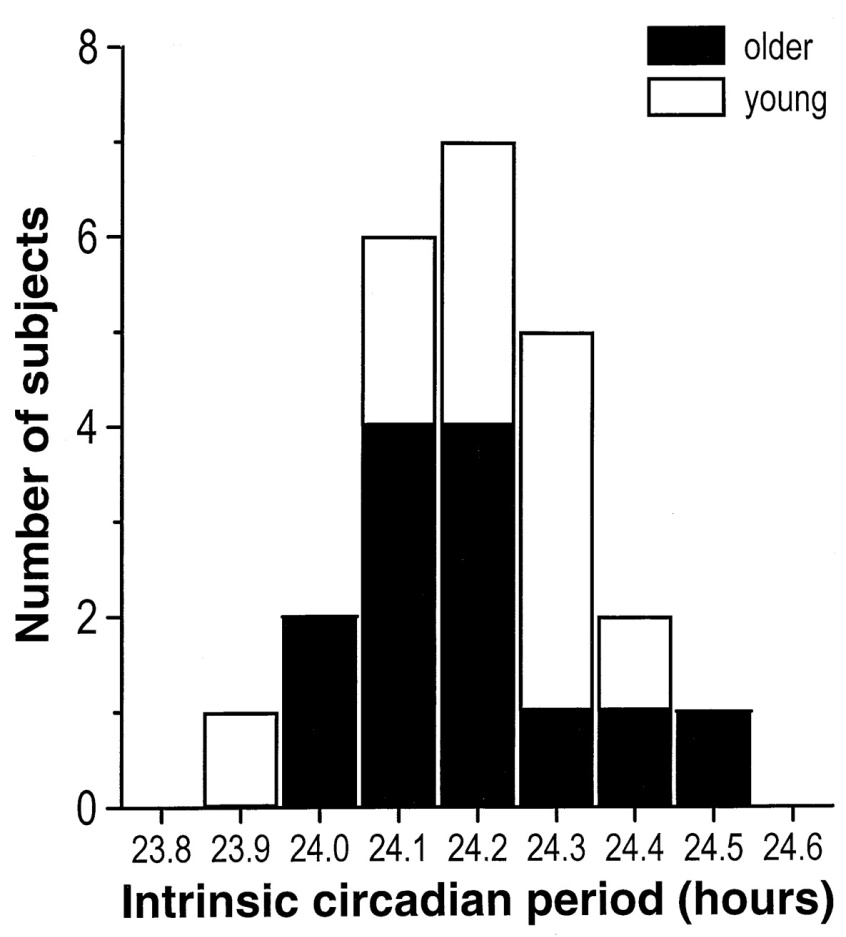 older
young
8
6
4
2
0
Number of subjects
23.8 23.9 24.0 24.1 24.2 24.3 24.4 24.5 24.6
Intrinsic circadian period (hours)